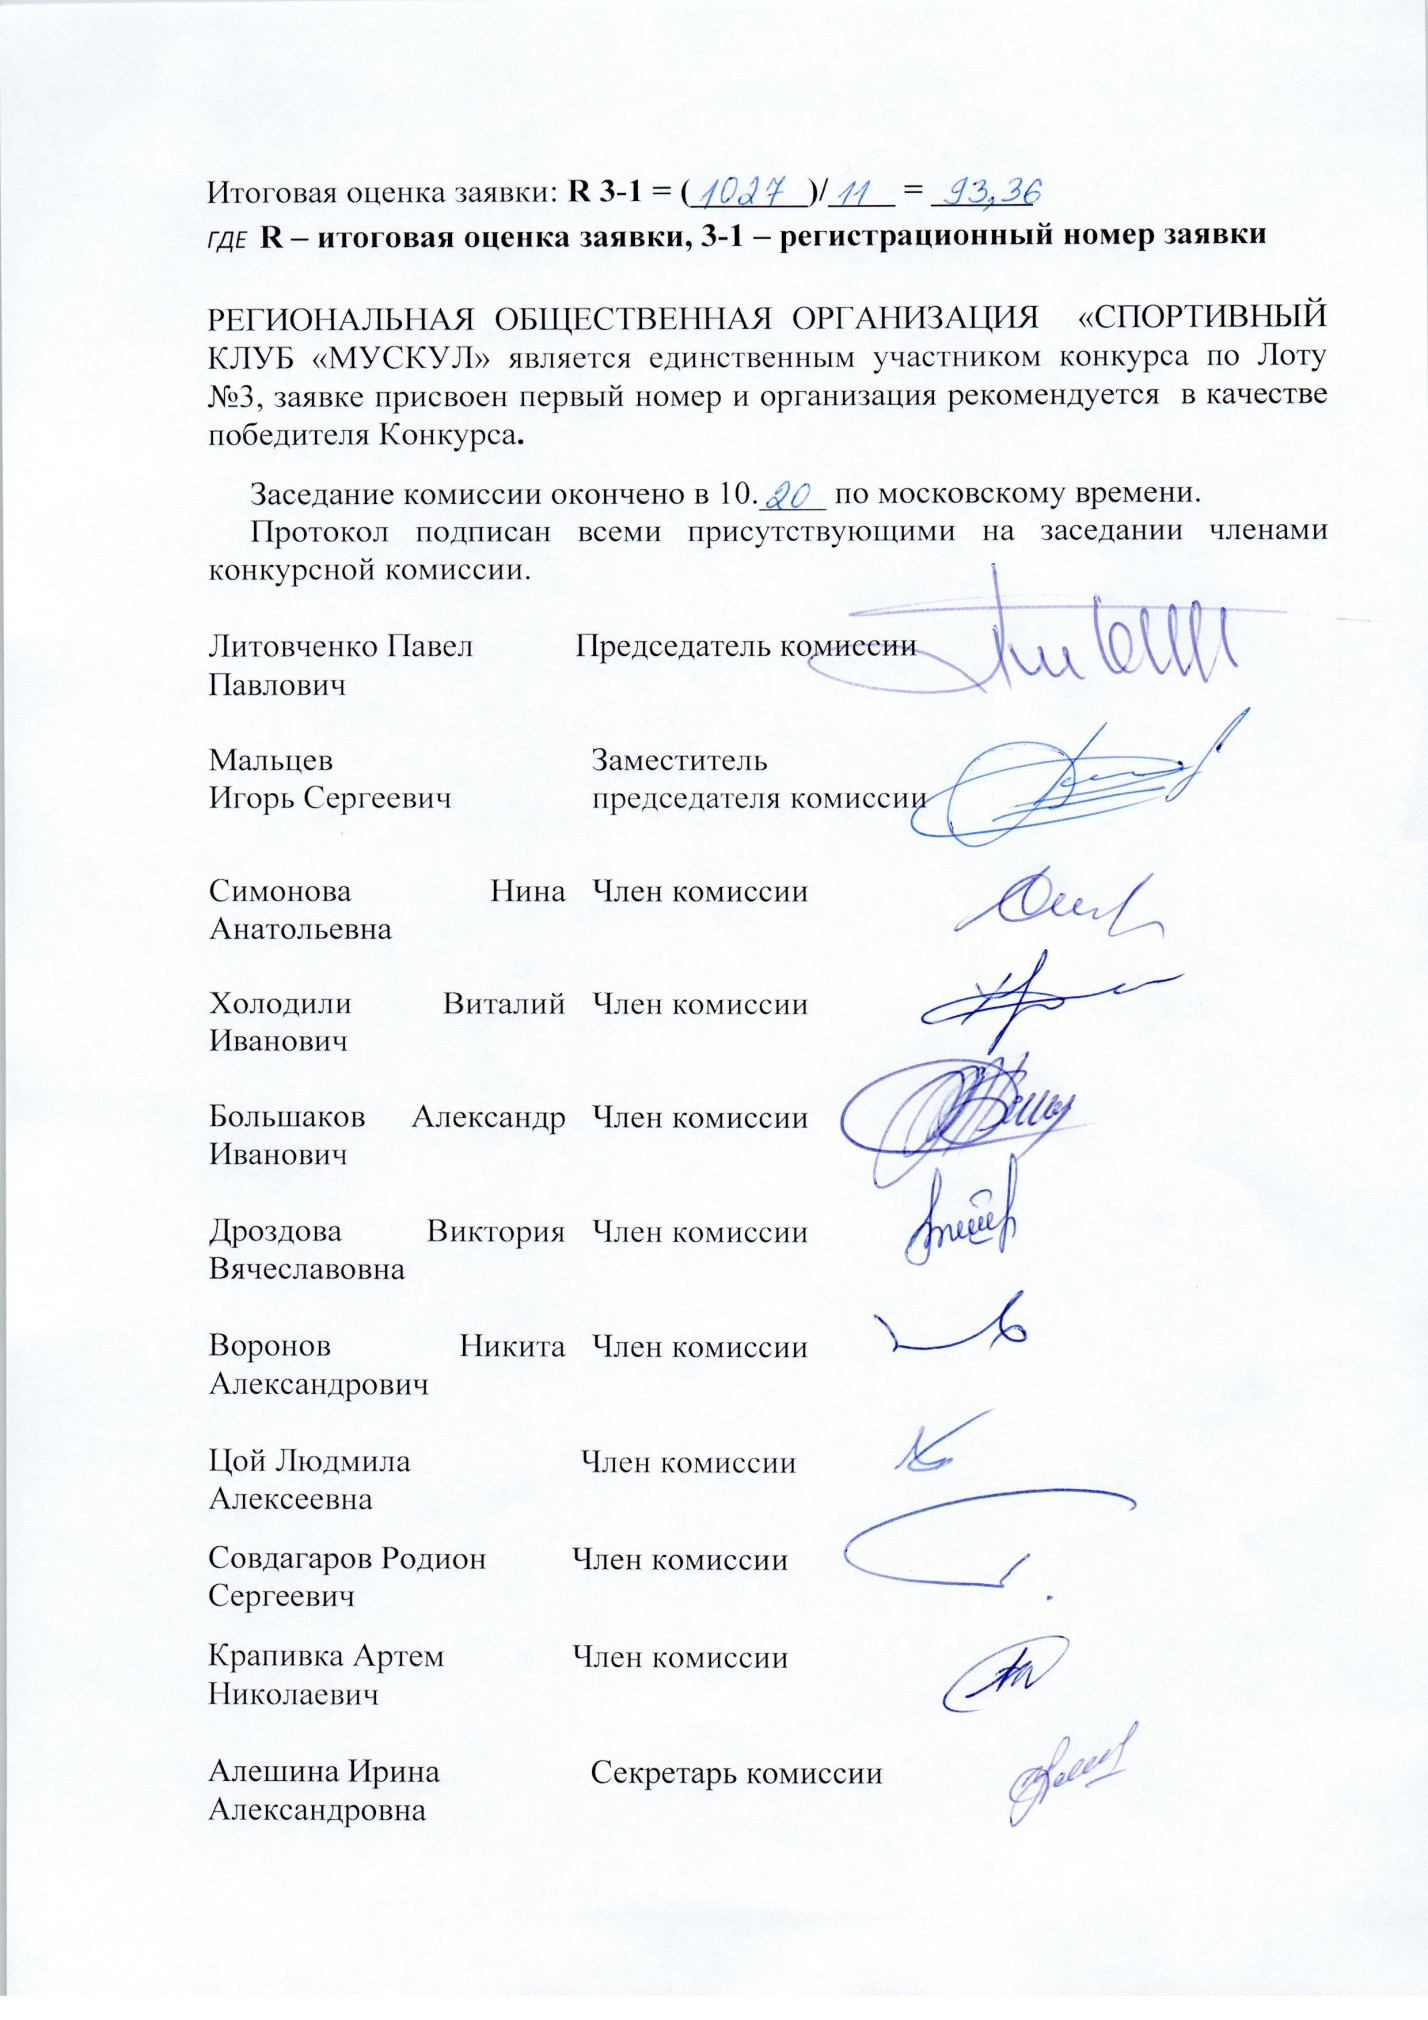 Итоговая оценка заявки: R 3-1 = (1027)/11 = 93,36
ГДЕ R – итоговая оценка заявки, 3-1 – регистрационный номер заявки
РЕГИОНАЛЬНАЯ ОБЩЕСТВЕННАЯ ОРГАНИЗАЦИЯ «СПОРТИВНЫЙ
КЛУБ «МУСКУЛ» является единственным участником конкурса по Лоту
№3, заявке присвоен первый номер и организация рекомендуется в качестве
победителя Конкурса.
Заседание комиссии окончено в 10.20 по московскому времени.
Протокол подписан всеми присутствующими на заседании членами
конкурсной комиссии.
Литовченко Павел Председатель комиссии
Павлович
Мальцев Заместитель
Игорь Сергеевич председателя комиссии
Симонова Нина Член комиссии
Анатольевна
Холодили Виталий Член комиссии
Иванович
Большаков Александр Член комиссии
Иванович
Дроздова Виктория Член комиссии
Вячеславовна
Воронов Никита Член комиссии
Александрович
Цой Людмила Член комиссии
Алексеевна
Совдагаров Родион Член комиссии
Сергеевич
Крапивка Артем Член комиссии
Николаевич
Алешина Ирина Секретарь комиссии
Александровна